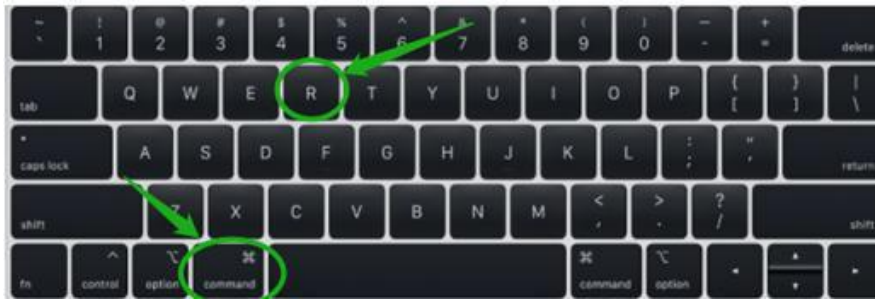 ~ ! @ # $ % ^ & * ( ) — +
` 1 2 3 4 5 6 7 8 9 0 - = delete
tab Q W E R T Y U I O P { } |
[ ] \
caps lock A S D F G H J K L : "
; ' return
shift Z X C V B N M < > ?
, . / shift
^ ⌥ ⌘ ⌘ ⌥
fn control option command command option